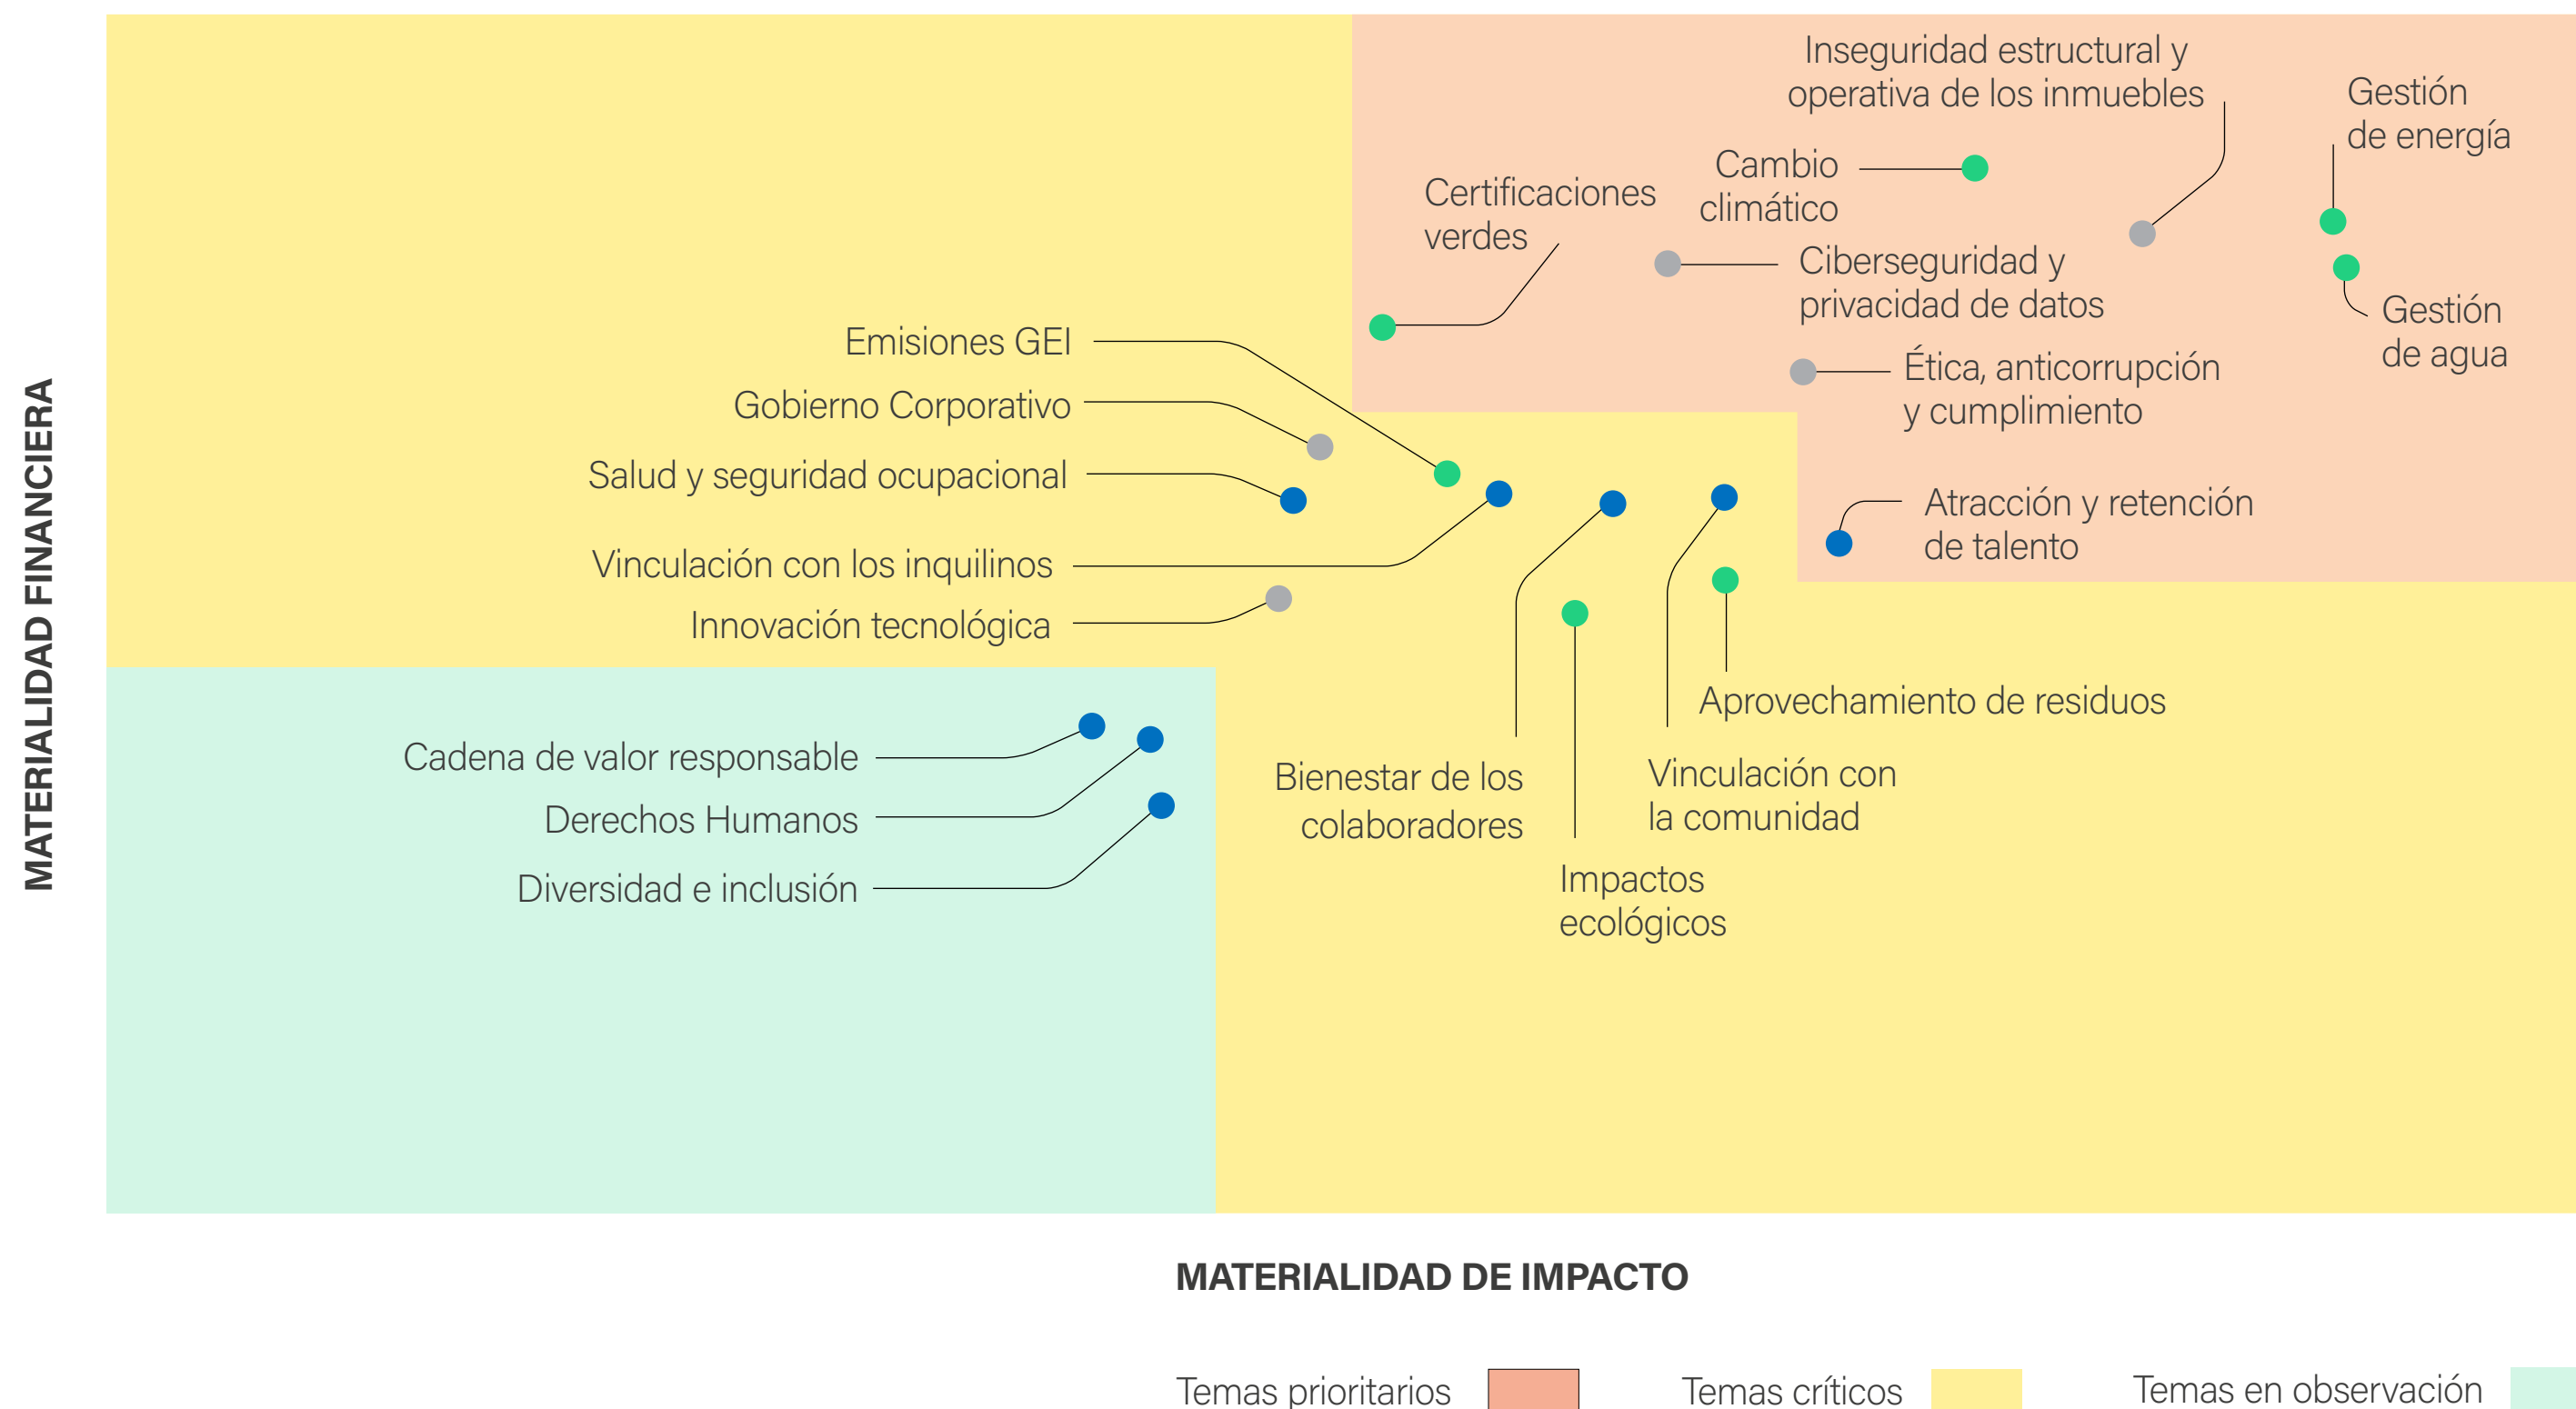 Inseguridad estructural y
operativa de los inmuebles
Gestión
de energía
Cambio
climático
Certificaciones
verdes
Ciberseguridad y
privacidad de datos
Gestión
de agua
Emisiones GEI
Ética, anticorrupción
y cumplimiento
Gobierno Corporativo
Salud y seguridad ocupacional
Atracción y retención
de talento
Vinculación con los inquilinos
Innovación tecnológica
MATERIALIDAD FINANCIERA
Aprovechamiento de residuos
Cadena de valor responsable
Bienestar de los
colaboradores
Vinculación con
la comunidad
Derechos Humanos
Diversidad e inclusión
Impactos
ecológicos
MATERIALIDAD DE IMPACTO
Temas prioritarios
Temas críticos
Temas en observación